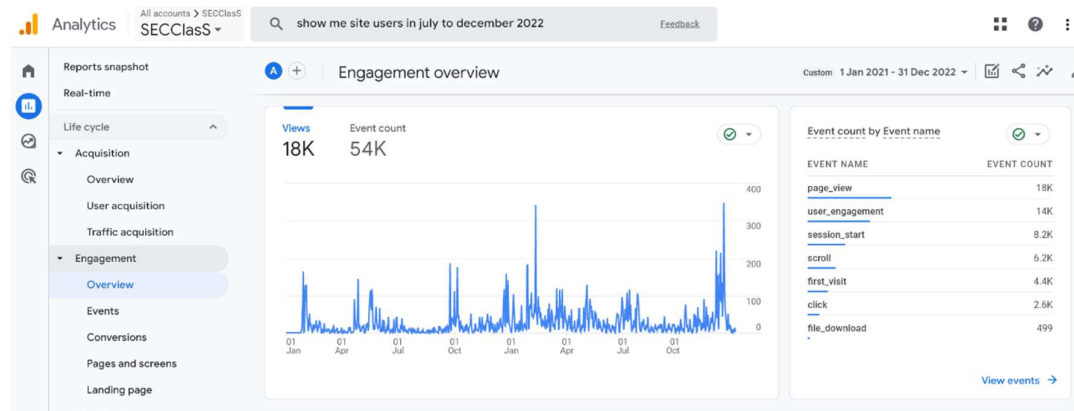 Analytics
All accounts > SECClasS
SECClasS
show me site users in july to december 2022
Feedback
Reports snapshot
Real-time
Life cycle
Acquisition
Overview
User acquisition
Traffic acquisition
Engagement
Overview
Events
Conversions
Pages and screens
Landing page
A
Engagement overview
Custom 1 Jan 2021 - 31 Dec 2022
Views
18K
Event count
54K
400
300
200
100
0
01 Jan
01 Apr
01 Jul
01 Oct
01 Jan
01 Apr
01 Jul
01 Oct
Event count by Event name
EVENT NAME EVENT COUNT
page_view 18K
user_engagement 14K
session_start 8.2K
scroll 6.2K
first_visit 4.4K
click 2.6K
file_download 499
View events